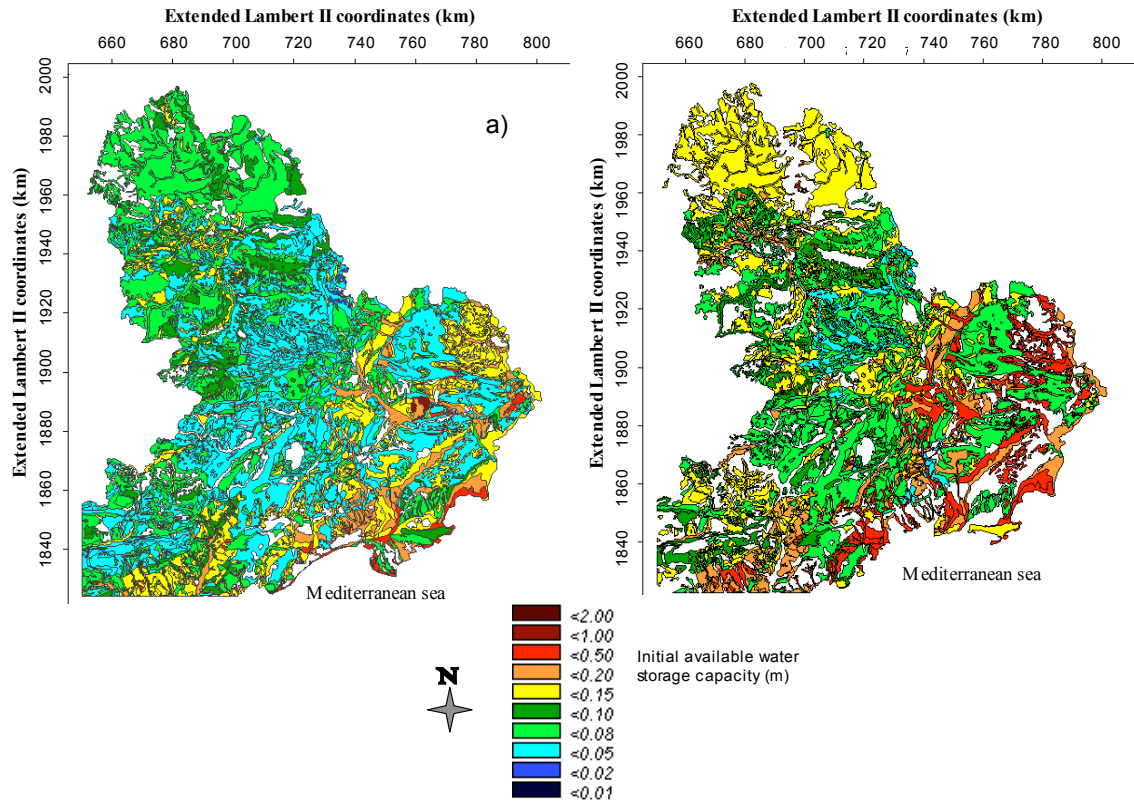 Extended Lambert II coordinates (km)
660 680 700 720 740 760 780 800
Extended Lambert II coordinates (km)
2000
1980
1960
1940
1920
1900
1880
1860
1840
a)
Mediterranean sea
Extended Lambert II coordinates (km)
660 680 700 720 740 760 780 800
Extended Lambert II coordinates (km)
2000
1980
1960
1940
1920
1900
1880
1860
1840
Mediterranean sea
N
<2.00
<1.00
<0.50
<0.20
<0.15
<0.10
<0.08
<0.05
<0.02
<0.01
Initial available water
storage capacity (m)